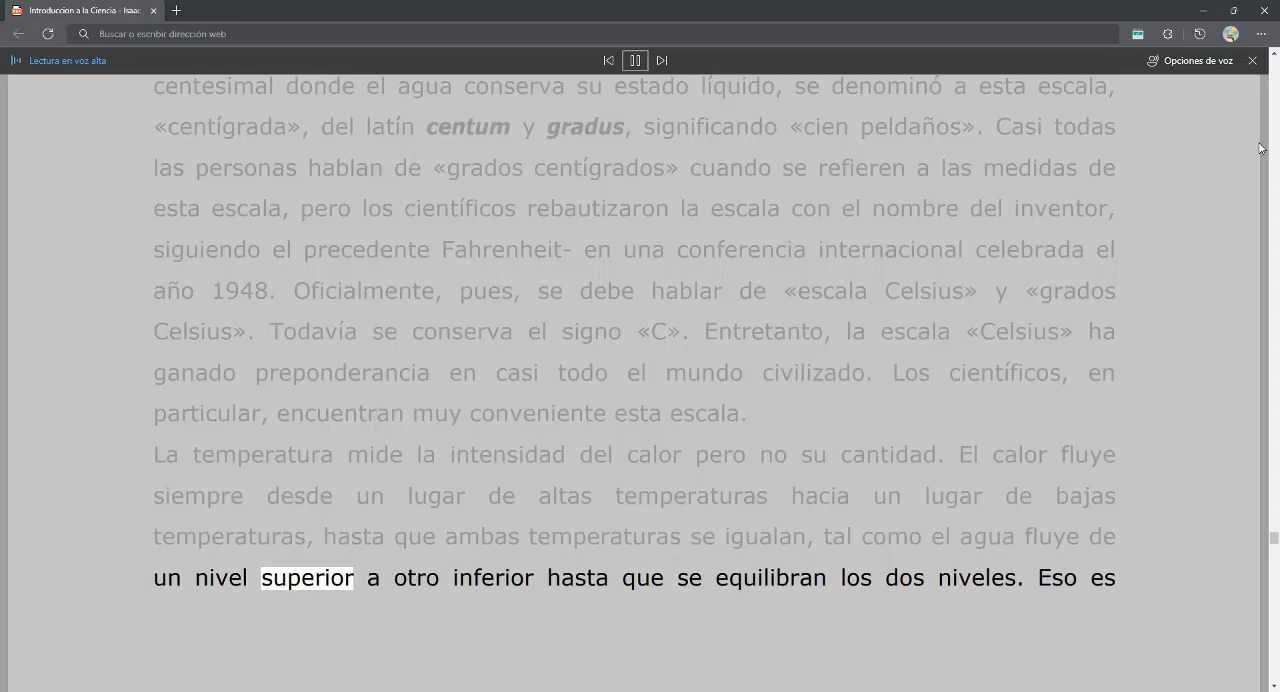 Introduccion a la Ciencia - Isaac
Buscar o escribir dirección web
Lectura en voz alta
Opciones de voz
centesimal donde el agua conserva su estado líquido, se denominó a esta escala,
«centígrada», del latín centum y gradus, significando «cien peldaños». Casi todas
las personas hablan de «grados centígrados» cuando se refieren a las medidas de
esta escala, pero los científicos rebautizaron la escala con el nombre del inventor,
siguiendo el precedente Fahrenheit- en una conferencia internacional celebrada el
año 1948. Oficialmente, pues, se debe hablar de «escala Celsius» y «grados
Celsius». Todavía se conserva el signo «C». Entretanto, la escala «Celsius» ha
ganado preponderancia en casi todo el mundo civilizado. Los científicos, en
particular, encuentran muy conveniente esta escala.
La temperatura mide la intensidad del calor pero no su cantidad. El calor fluye
siempre desde un lugar de altas temperaturas hacia un lugar de bajas
temperaturas, hasta que ambas temperaturas se igualan, tal como el agua fluye de
un nivel superior a otro inferior hasta que se equilibran los dos niveles. Eso es